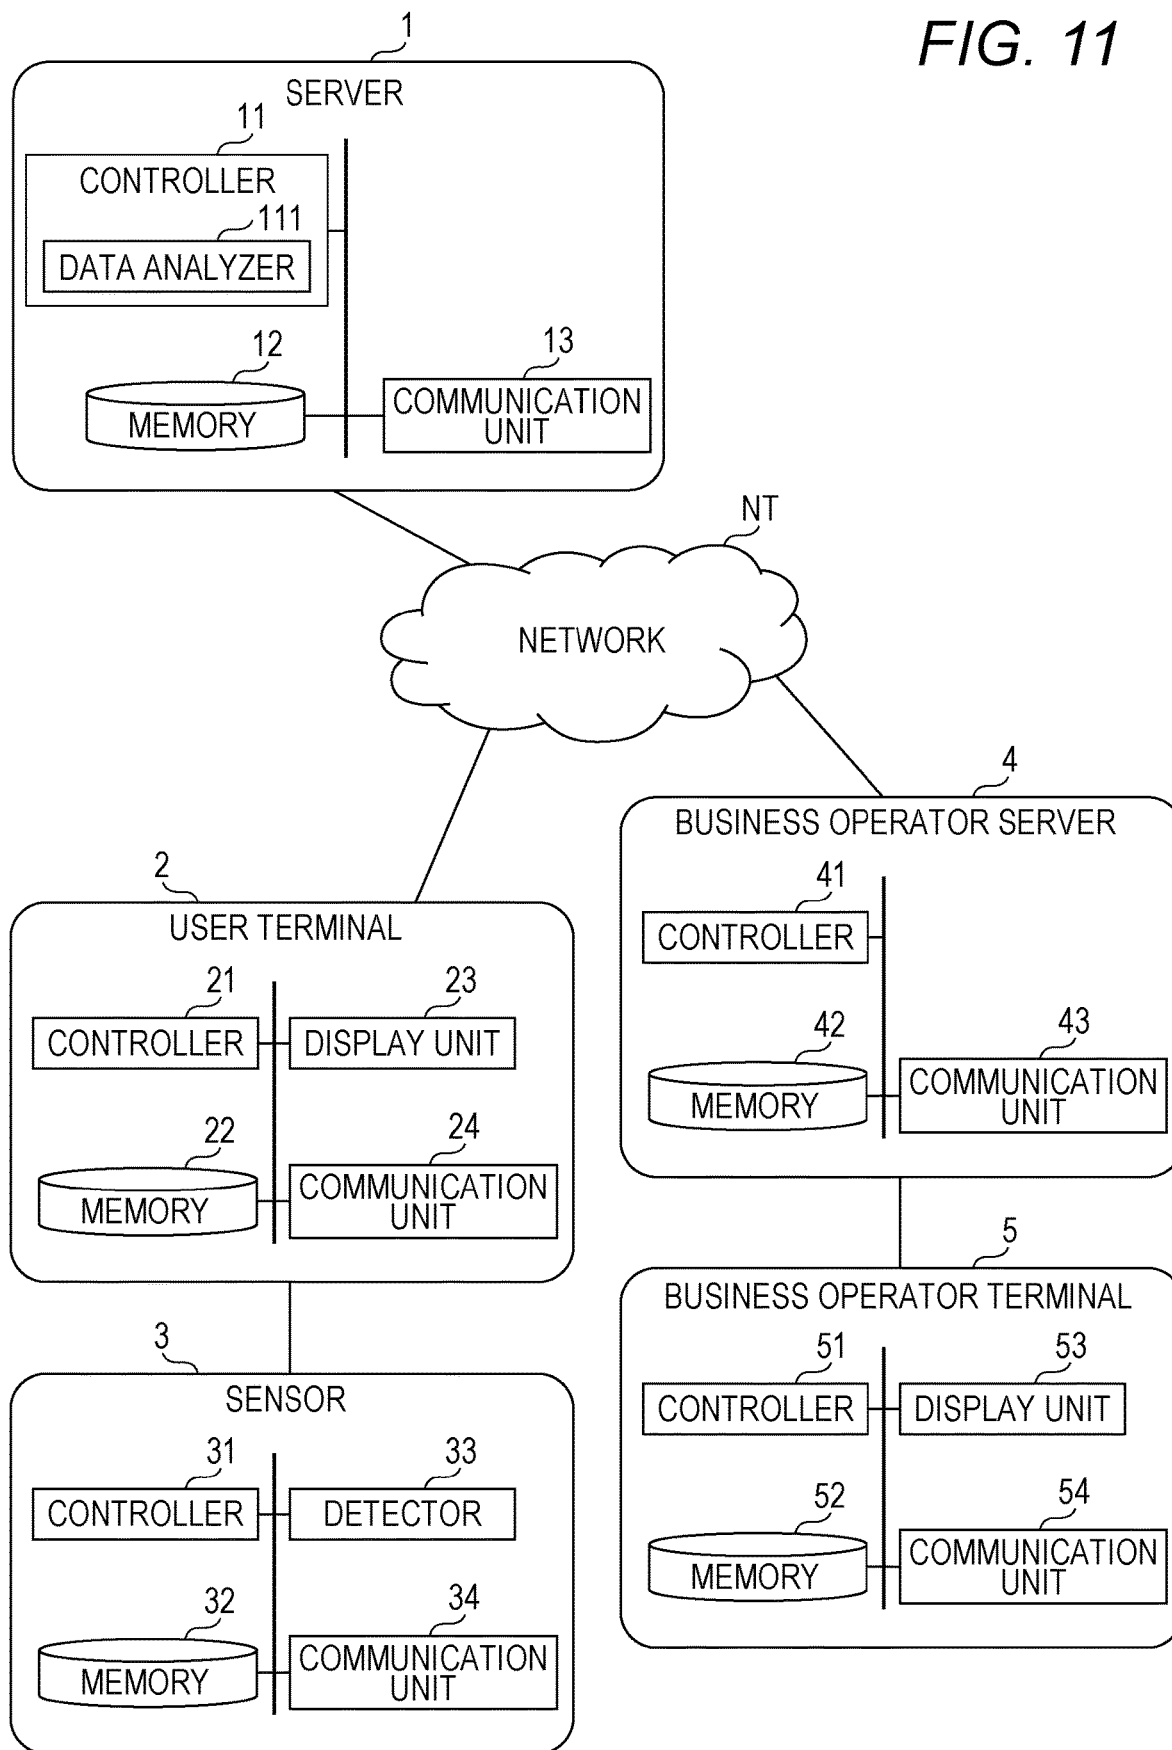 FIG. 11
1
SERVER
11
CONTROLLER
111
DATA ANALYZER
12
MEMORY
13
COMMUNICATION
UNIT
NT
NETWORK
2
USER TERMINAL
21
CONTROLLER
23
DISPLAY UNIT
22
MEMORY
24
COMMUNICATION
UNIT
3
SENSOR
31
CONTROLLER
33
DETECTOR
32
MEMORY
34
COMMUNICATION
UNIT
4
BUSINESS OPERATOR SERVER
41
CONTROLLER
42
MEMORY
43
COMMUNICATION
UNIT
5
BUSINESS OPERATOR TERMINAL
51
CONTROLLER
53
DISPLAY UNIT
52
MEMORY
54
COMMUNICATION
UNIT